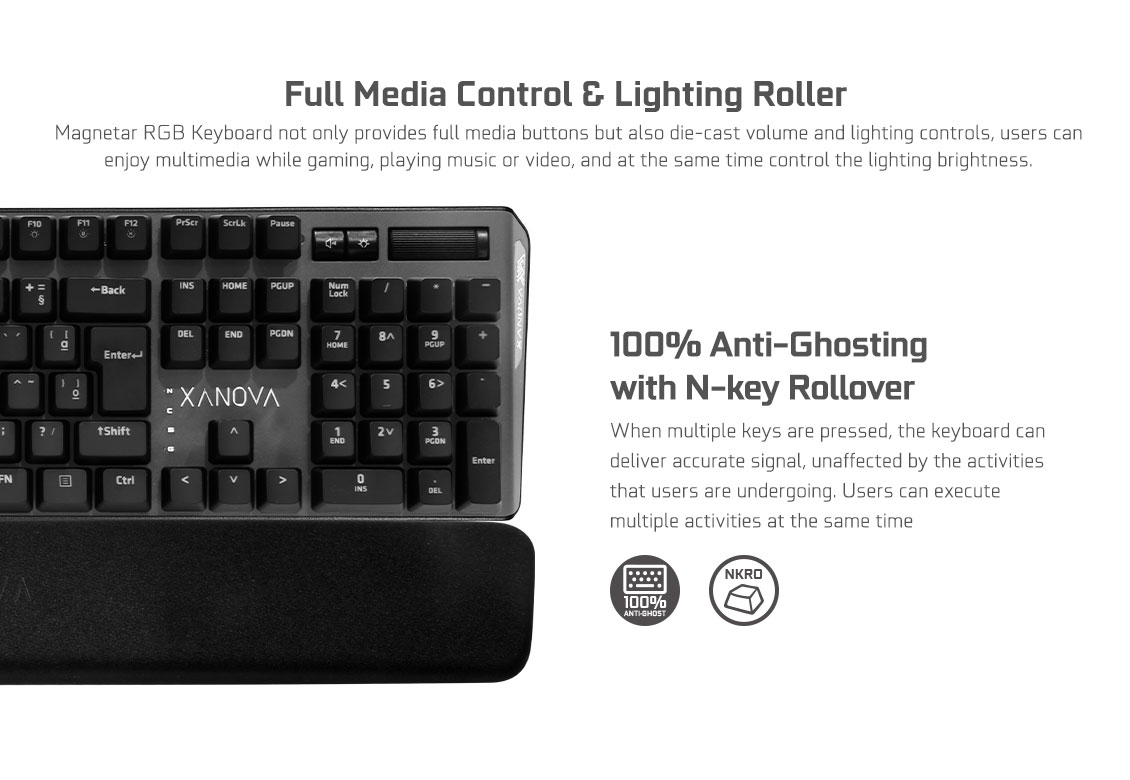 Full Media Control & Lighting Roller
Magnetar RGB Keyboard not only provides full media buttons but also die-cast volume and lighting controls, users can
enjoy multimedia while gaming, playing music or video, and at the same time control the lighting brightness.
F10 F11 F12 PrScr ScrLk Pause
+ = § ←Back INS HOME PGUP Num Lock / * -
[ { ª Enter↵ DEL END PGDN 7 HOME 8^ 9 PGUP +
^ ~ } ] º 4< 5 6>
XANOVA
N
C
S
G
; ? / ↑Shift ^ 1 END 2v 3 PGDN Enter
FN Ctrl < v > 0 INS . DEL
XANOVA
100% Anti-Ghosting
with N-key Rollover
When multiple keys are pressed, the keyboard can
deliver accurate signal, unaffected by the activities
that users are undergoing. Users can execute
multiple activities at the same time
100%
ANTI-GHOST
NKRO